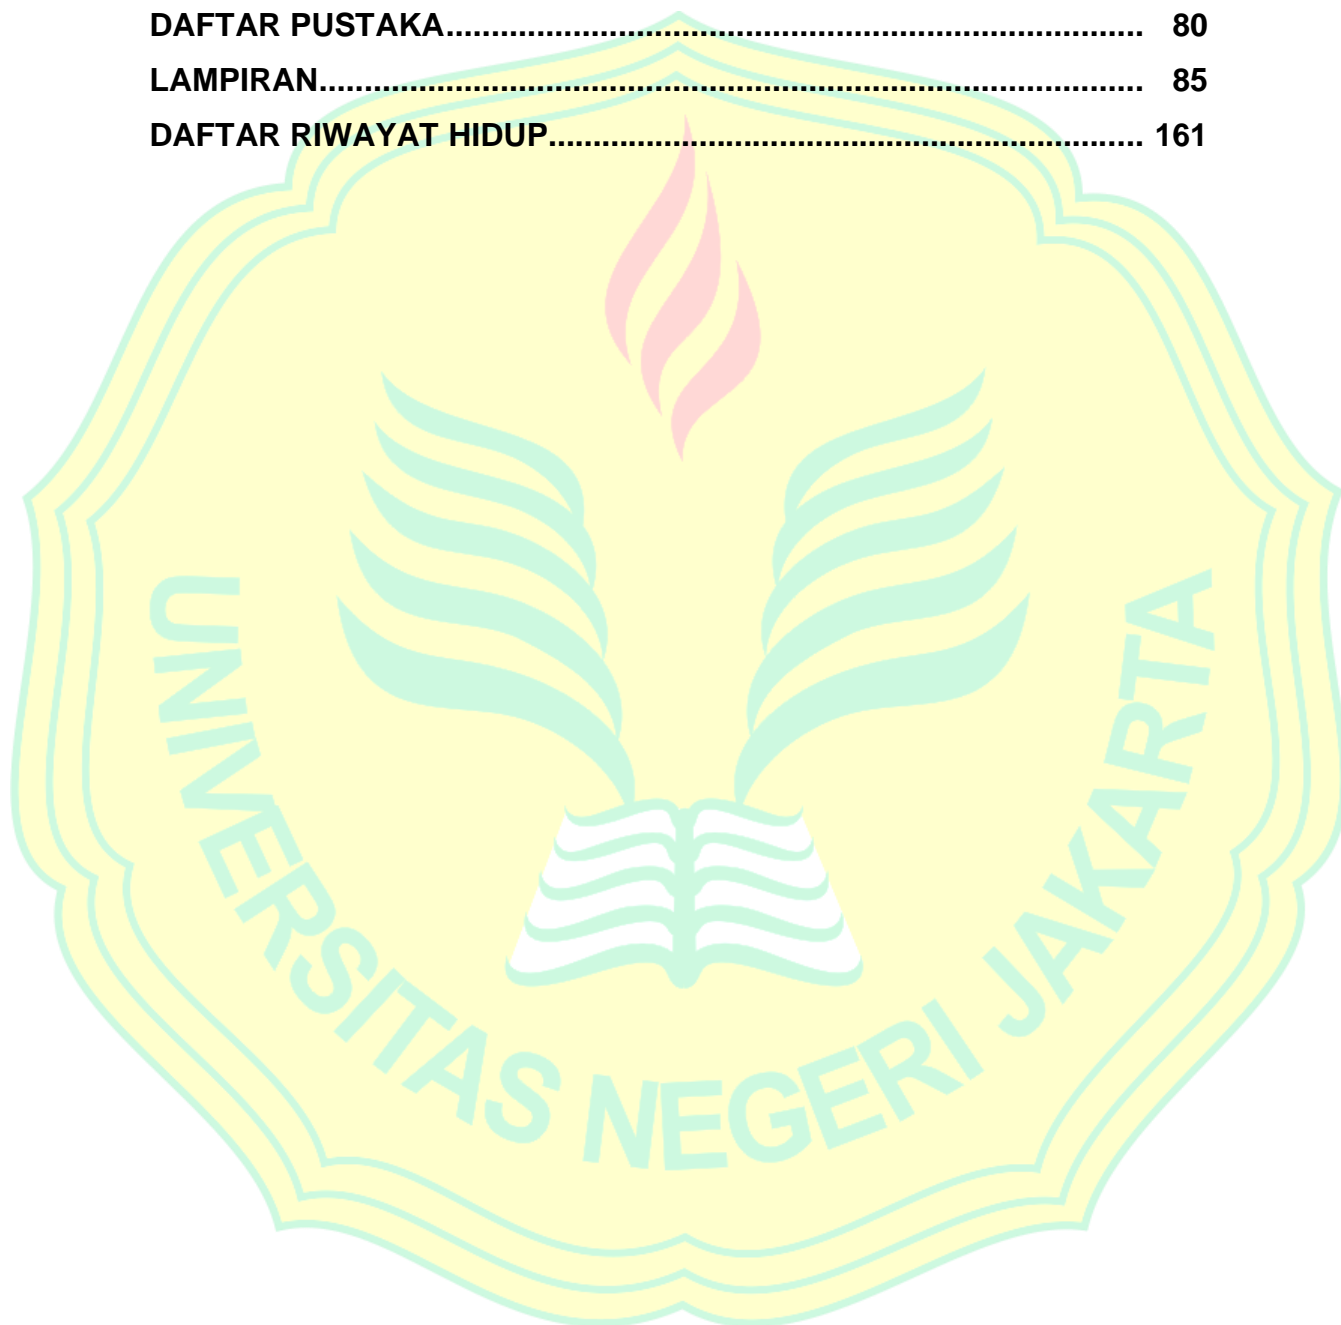 DAFTAR PUSTAKA............................................................................. 80
LAMPIRAN........................................................................................... 85
DAFTAR RIWAYAT HIDUP.................................................................. 161
UNIVERSITAS NEGERI JAKARTA